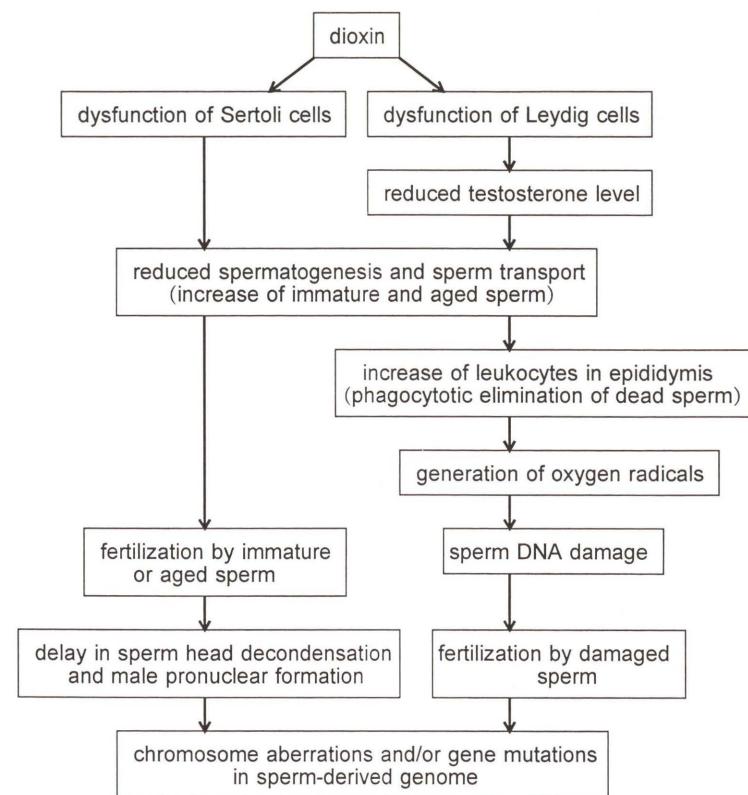 dioxin
dysfunction of Sertoli cells
dysfunction of Leydig cells
reduced testosterone level
reduced spermatogenesis and sperm transport
(increase of immature and aged sperm)
increase of leukocytes in epididymis
(phagocytotic elimination of dead sperm)
generation of oxygen radicals
fertilization by immature
or aged sperm
sperm DNA damage
delay in sperm head decondensation
and male pronuclear formation
fertilization by damaged
sperm
chromosome aberrations and/or gene mutations
in sperm-derived genome